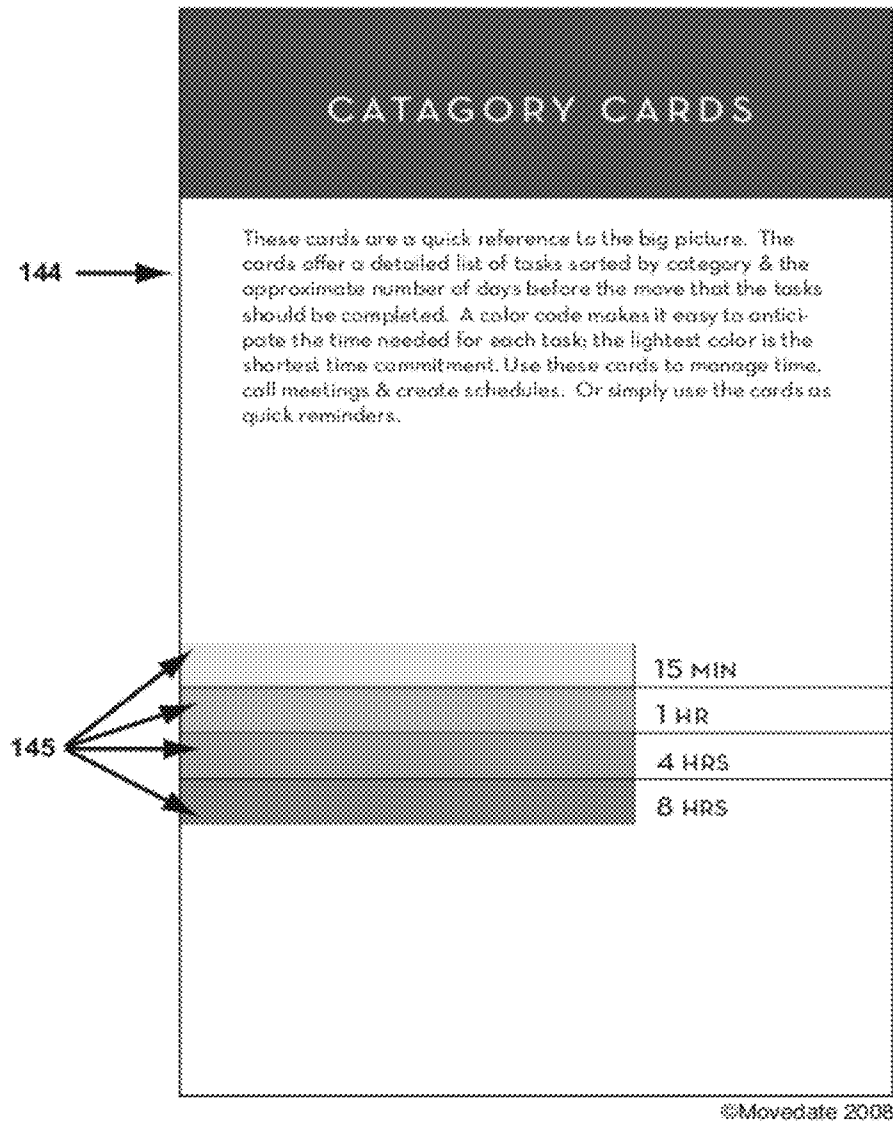 CATAGORY CARDS
These cards are a quick reference to the big picture. The
144
cards offer a detailed list of tasks sorted by category & the
approximate number of days before the move that the tasks
should be completed. A color code makes it easy to antici-
pate the time needed for each task; the lightest color is the
shortest time commitment. Use these cards to manage time,
call meetings & create schedules. Or simply use the cards as
quick reminders.
15 MIN
1 HR
145
4 HRS
8 HRS
©Movedate 2008